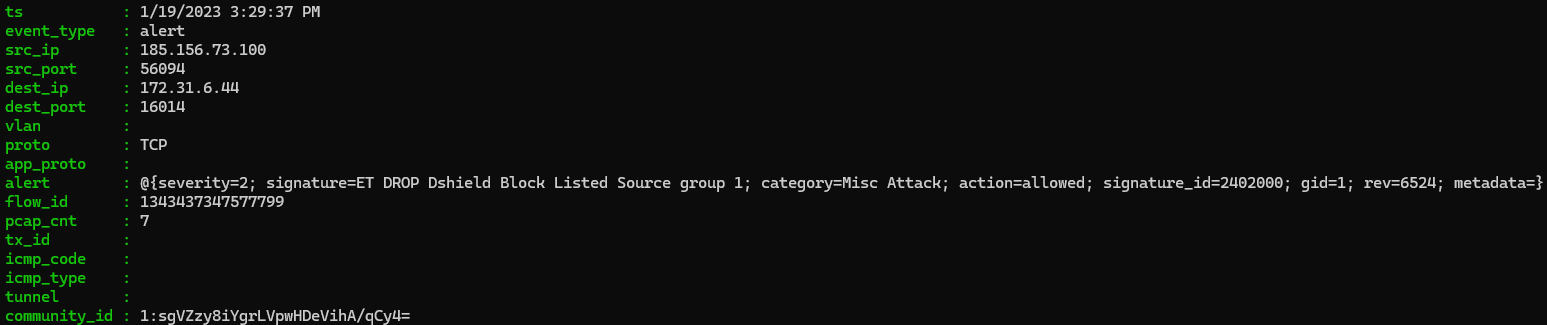 ts : 1/19/2023 3:29:37 PM
event_type : alert
src_ip : 185.156.73.100
src_port : 56094
dest_ip : 172.31.6.44
dest_port : 16014
vlan :
proto : TCP
app_proto :
alert : @{severity=2; signature=ET DROP Dshield Block Listed Source group 1; category=Misc Attack; action=allowed; signature_id=2402000; gid=1; rev=6524; metadata=}
flow_id : 1343437347577799
pcap_cnt : 7
tx_id :
icmp_code :
icmp_type :
tunnel :
community_id : 1:sgVZzy8iYgrLVpwHDeVihA/qCy4=